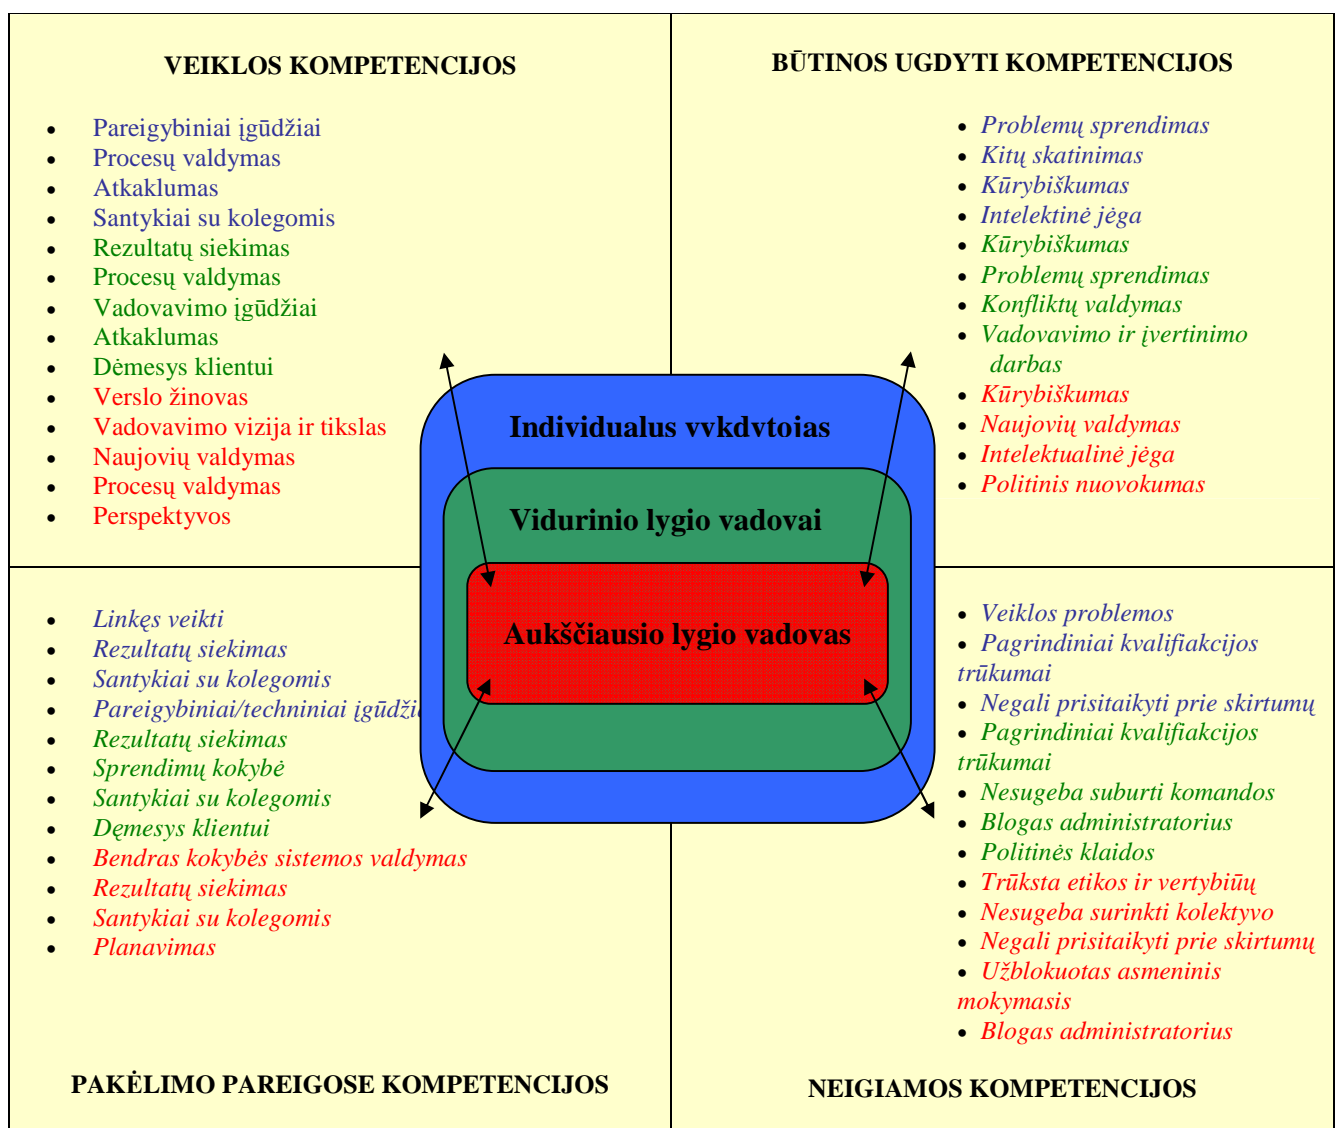 VEIKLOS KOMPETENCIJOS
• Pareigybiniai įgūdžiai
• Procesų valdymas
• Atkaklumas
• Santykiai su kolegomis
• Rezultatų siekimas
• Procesų valdymas
• Vadovavimo įgūdžiai
• Atkaklumas
• Dėmesys klientui
• Verslo žinovas
• Vadovavimo vizija ir tikslas
• Naujovių valdymas
• Procesų valdymas
• Perspektyvos
BŪTINOS UGDYTI KOMPETENCIJOS
• Problemų sprendimas
• Kitų skatinimas
• Kūrybiškumas
• Intelektinė jėga
• Kūrybiškumas
• Problemų sprendimas
• Konfliktų valdymas
• Vadovavimo ir įvertinimo
darbas
• Kūrybiškumas
• Naujovių valdymas
• Intelektualinė jėga
• Politinis nuovokumas
Individualus vvkdvtoias
Vidurinio lygio vadovai
Aukščiausio lygio vadovas
• Linkęs veikti
• Rezultatų siekimas
• Santykiai su kolegomis
• Pareigybiniai/techniniai įgūdžia
• Rezultatų siekimas
• Sprendimų kokybė
• Santykiai su kolegomis
• Dęmesys klientui
• Bendras kokybės sistemos valdymas
• Rezultatų siekimas
• Santykiai su kolegomis
• Planavimas
PAKĖLIMO PAREIGOSE KOMPETENCIJOS
• Veiklos problemos
• Pagrindiniai kvalifiakcijos
trūkumai
• Negali prisitaikyti prie skirtumų
• Pagrindiniai kvalifiakcijos
trūkumai
• Nesugeba suburti komandos
• Blogas administratorius
• Politinės klaidos
• Trūksta etikos ir vertybiūų
• Nesugeba surinkti kolektyvo
• Negali prisitaikyti prie skirtumų
• Užblokuotas asmeninis
mokymasis
• Blogas administratorius
NEIGIAMOS KOMPETENCIJOS